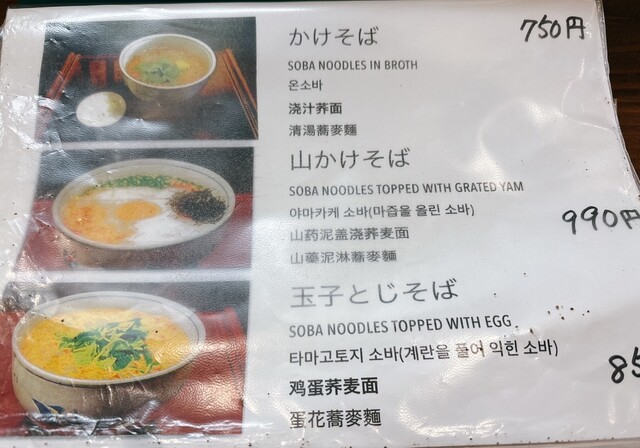 かけそば 750円
SOBA NOODLES IN BROTH
온소바
浇汁荞面
清湯蕎麥麵
山かけそば
SOBA NOODLES TOPPED WITH GRATED YAM
야마카케 소바(마즙을 올린 소바)
990円
山药泥盖浇荞麦面
山藥泥淋蕎麥麵
玉子とじそば
SOBA NOODLES TOPPED WITH EGG
타마고토지 소바(계란을 풀어 익힌 소바)
鸡蛋荞麦面
蛋花蕎麥麵